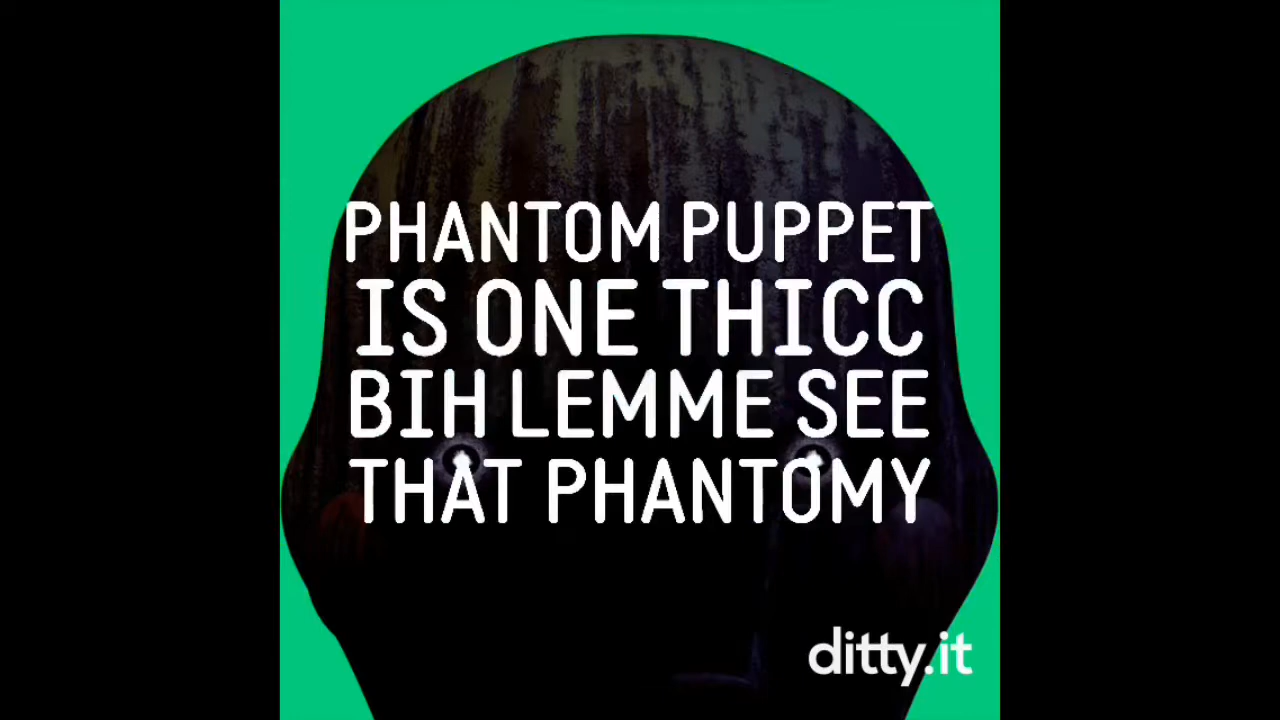 PHANTOM PUPPET
IS ONE THICC
BIH LEMME SEE
THAT PHANTOMY
ditty.it